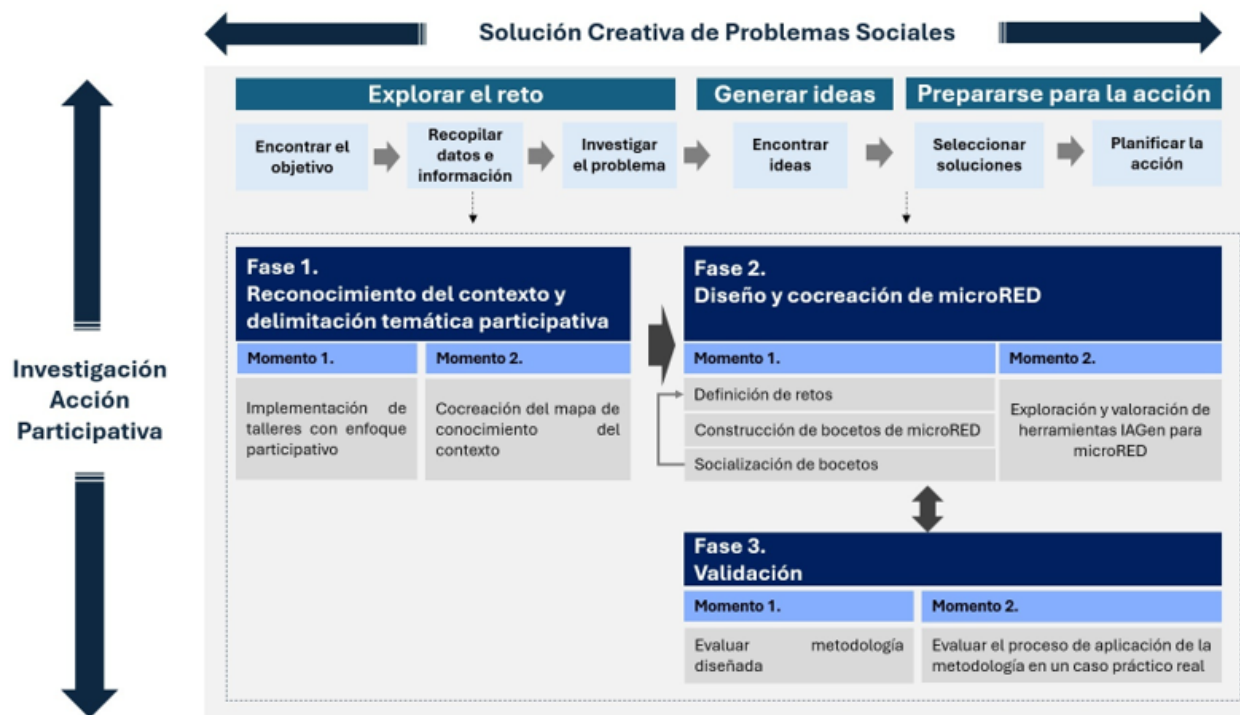 Solución Creativa de Problemas Sociales
Explorar el reto
Generar ideas
Prepararse para la acción
Encontrar el
objetivo
Recopilar
datos e
información
Investigar
el problema
Encontrar
ideas
Seleccionar
soluciones
Planificar la
acción
Investigación
Acción
Participativa
Fase 1.
Reconocimiento del contexto y
delimitación temática participativa
Momento 1.
Momento 2.
Implementación de
talleres con enfoque
participativo
Cocreación del mapa de
conocimiento del
contexto
Fase 2.
Diseño y cocreación de microRED
Momento 1.
Momento 2.
Definición de retos
Construcción de bocetos de microRED
Socialización de bocetos
Exploración y valoración de
herramientas IAGen para
microRED
Fase 3.
Validación
Momento 1.
Momento 2.
Evaluar metodología
diseñada
Evaluar el proceso de aplicación de la
metodología en un caso práctico real